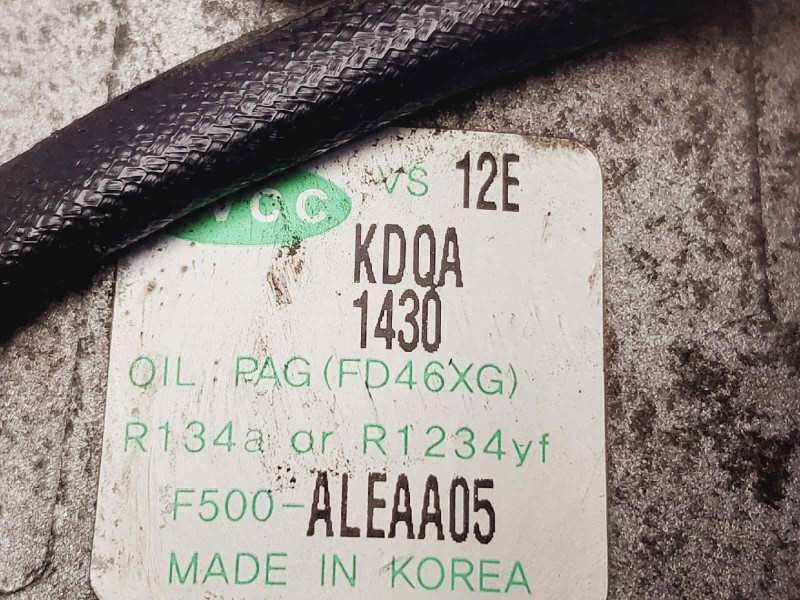 VCC VS 12E
KDQA
1430
OIL : PAG(FD46XG)
R134a or R1234yf
F500-ALEAA05
MADE IN KOREA